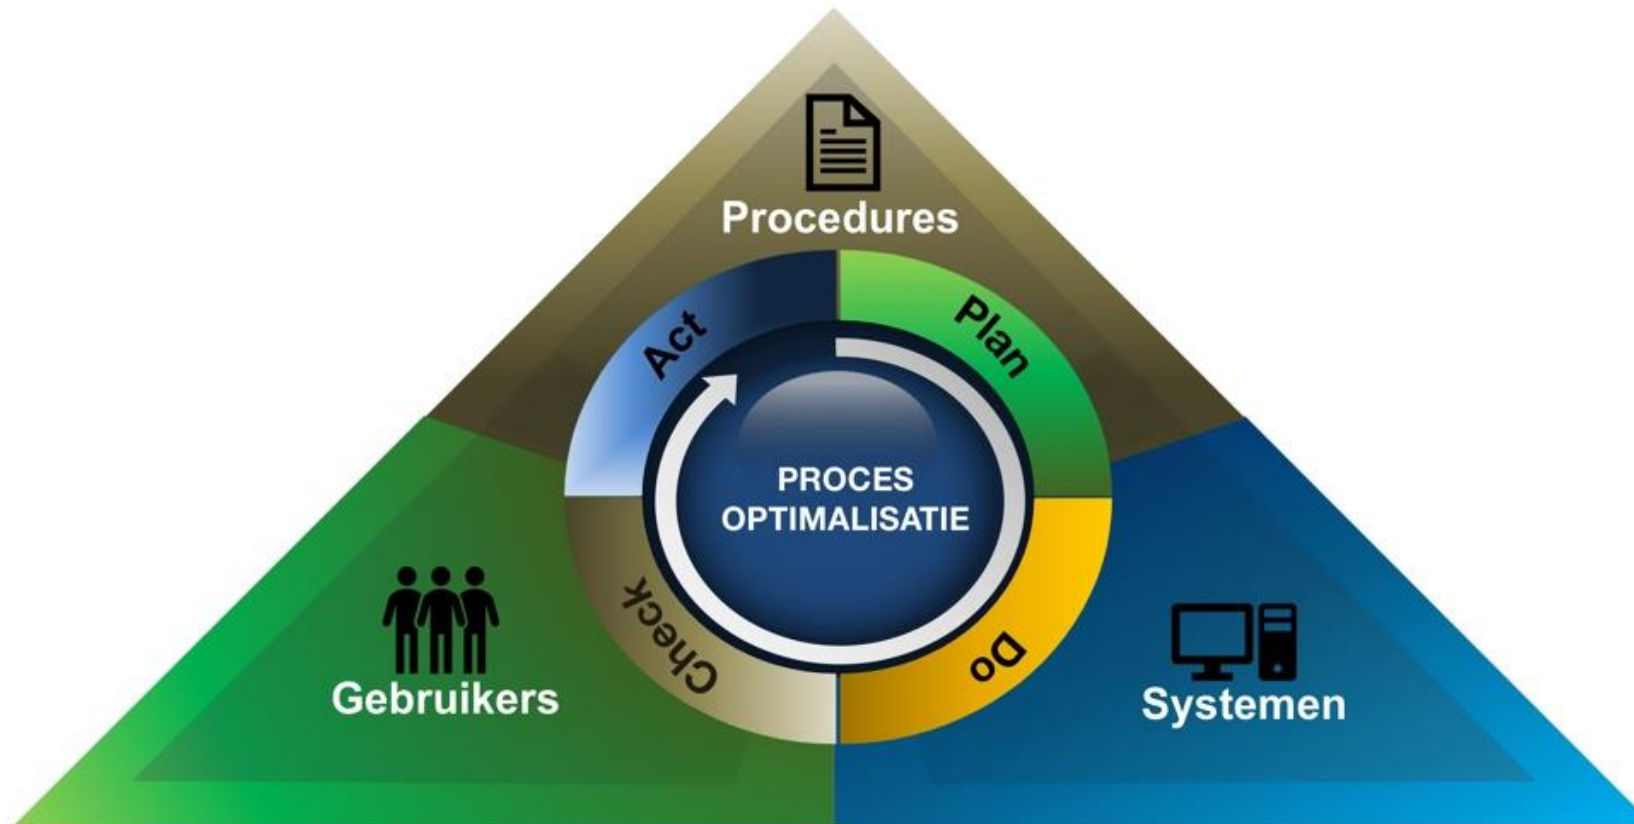 Procedures
Act
Plan
PROCES
OPTIMALISATIE
Check
Do
Gebruikers
Systemen